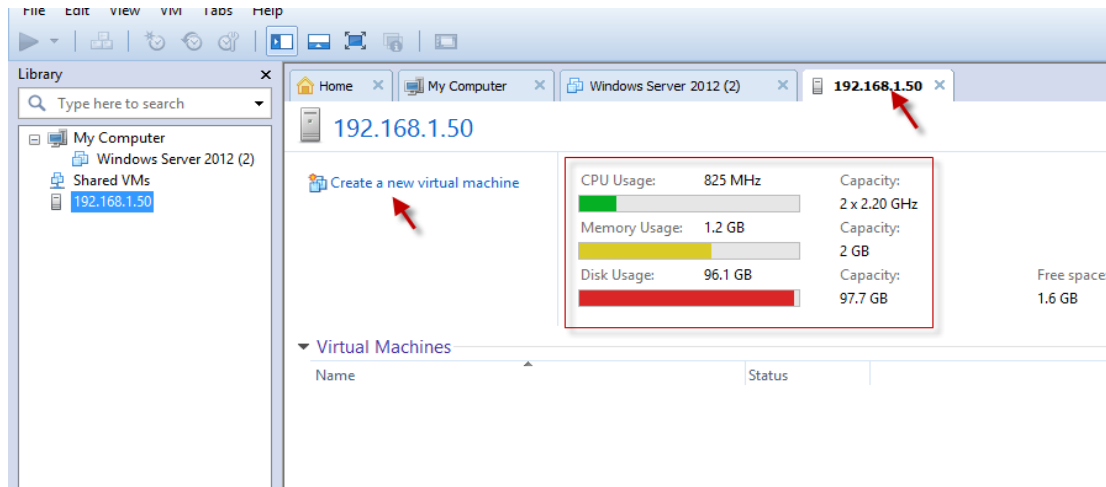 File Edit View VM Tabs Help
Library
Type here to search
My Computer
Windows Server 2012 (2)
Shared VMs
192.168.1.50
Home My Computer Windows Server 2012 (2) 192.168.1.50
192.168.1.50
Create a new virtual machine
CPU Usage: 825 MHz Capacity:
2 x 2.20 GHz
Memory Usage: 1.2 GB Capacity:
2 GB
Disk Usage: 96.1 GB Capacity: Free space
97.7 GB 1.6 GB
Virtual Machines
Name Status